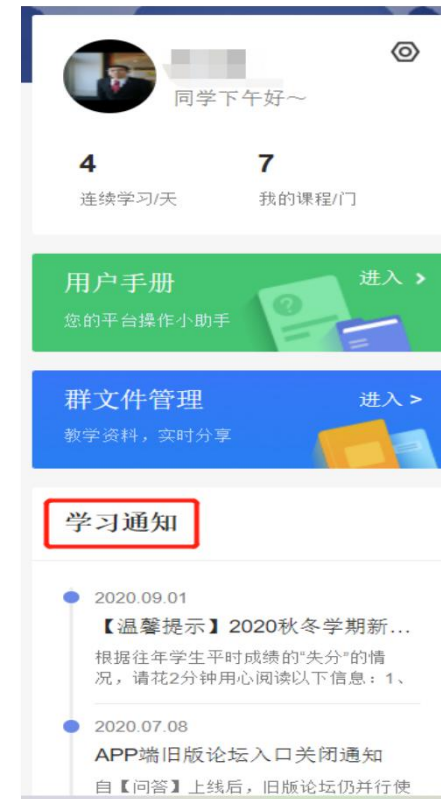 同学下午好～
4
7
连续学习/天
我的课程/门
用户手册
进入 >
您的平台操作小助手
群文件管理
进入 >
教学资料，实时分享
学习通知
2020.09.01
【温馨提示】2020秋冬学期新...
根据往年学生平时成绩的“失分”的情
况，请花2分钟用心阅读以下信息：1、
2020.07.08
APP端旧版论坛入口关闭通知
自【问答】上线后，旧版论坛仍并行使